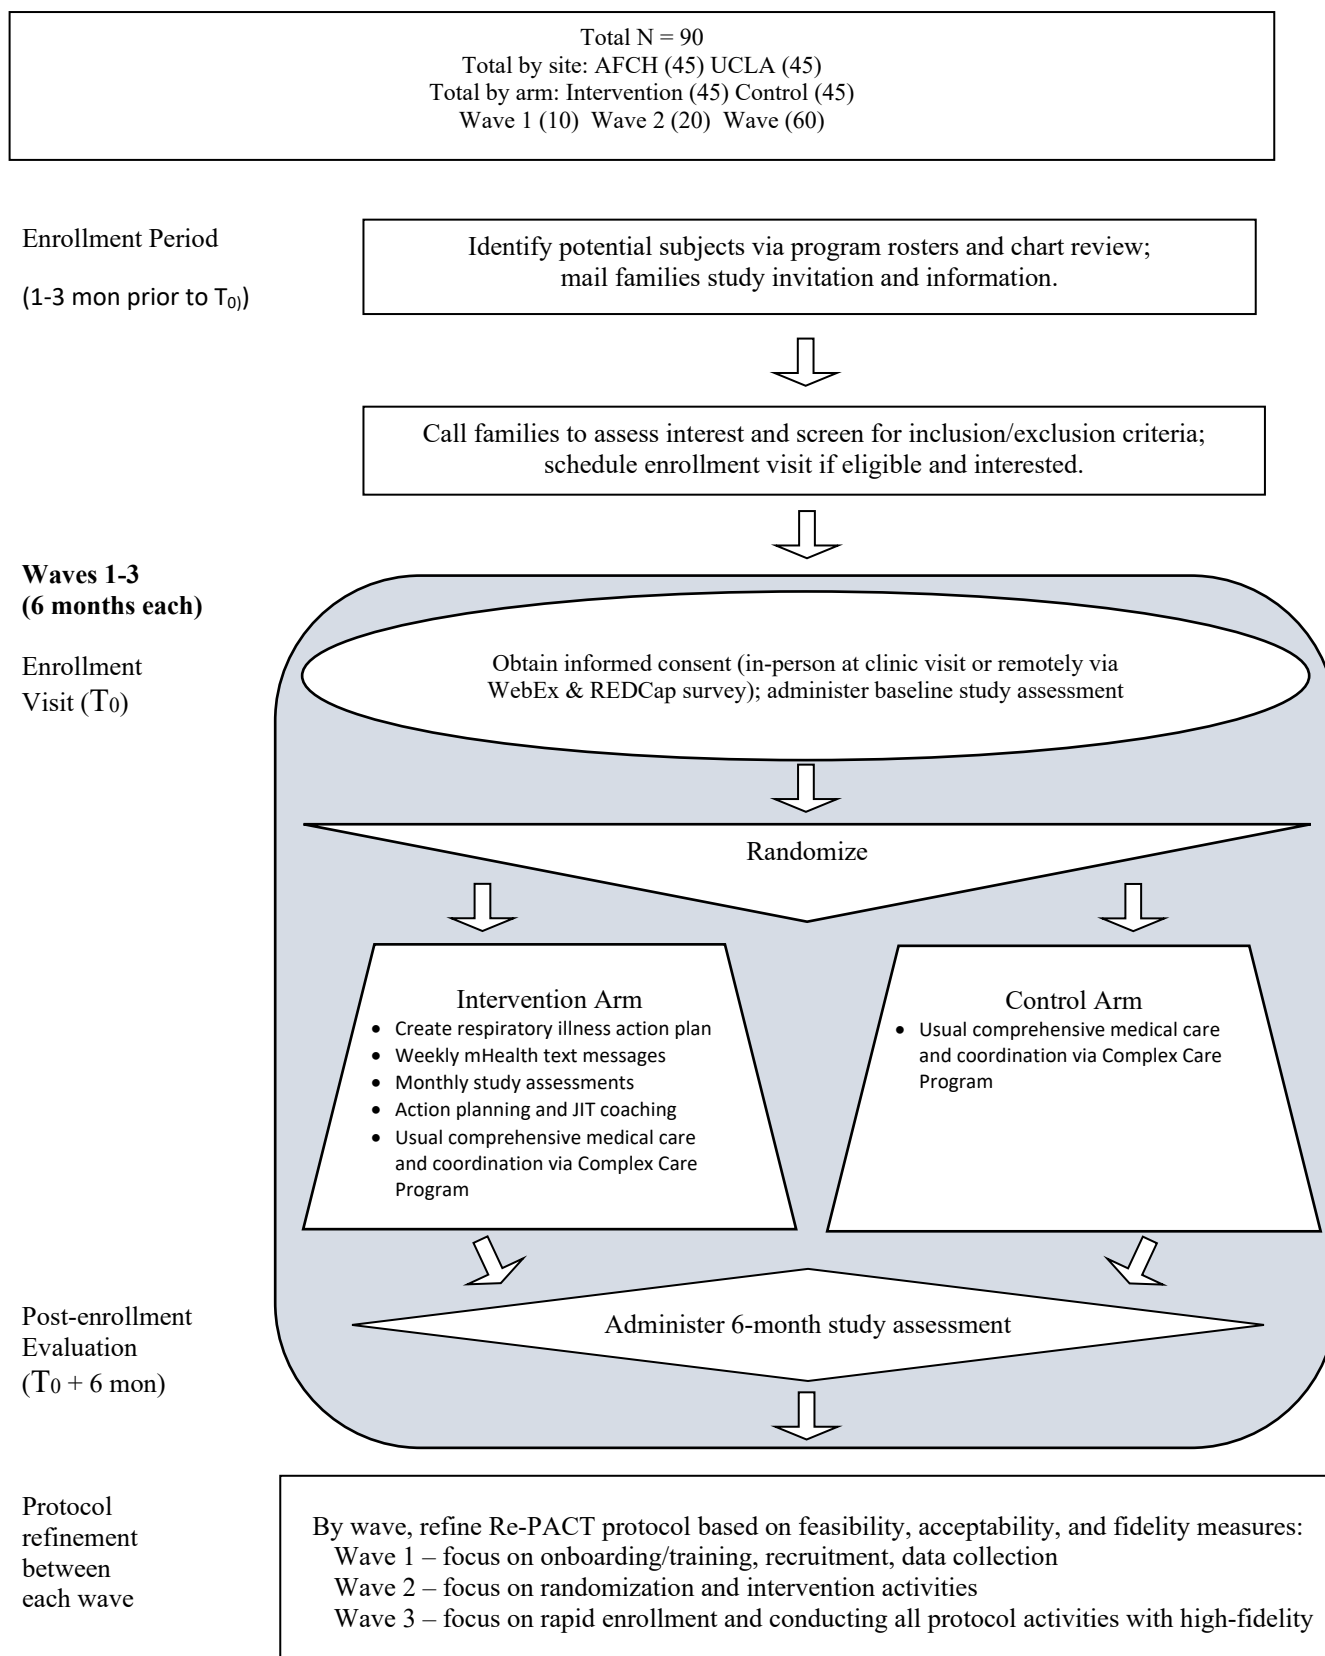 Total N = 90
Total by site: AFCH (45) UCLA (45)
Total by arm: Intervention (45) Control (45)
Wave 1 (10)  Wave 2 (20)  Wave (60)
Enrollment Period
(1-3 mon prior to T0))
Identify potential subjects via program rosters and chart review;
mail families study invitation and information.
Call families to assess interest and screen for inclusion/exclusion criteria;
schedule enrollment visit if eligible and interested.
Waves 1-3
(6 months each)
Enrollment
Visit (T0)
Obtain informed consent (in-person at clinic visit or remotely via
WebEx & REDCap survey); administer baseline study assessment
Randomize
Intervention Arm
• Create respiratory illness action plan
• Weekly mHealth text messages
• Monthly study assessments
• Action planning and JIT coaching
• Usual comprehensive medical care
and coordination via Complex Care
Program
Control Arm
• Usual comprehensive medical care
and coordination via Complex Care
Program
Post-enrollment
Evaluation
(T0 + 6 mon)
Administer 6-month study assessment
Protocol
refinement
between
each wave
By wave, refine Re-PACT protocol based on feasibility, acceptability, and fidelity measures:
Wave 1 – focus on onboarding/training, recruitment, data collection
Wave 2 – focus on randomization and intervention activities
Wave 3 – focus on rapid enrollment and conducting all protocol activities with high-fidelity